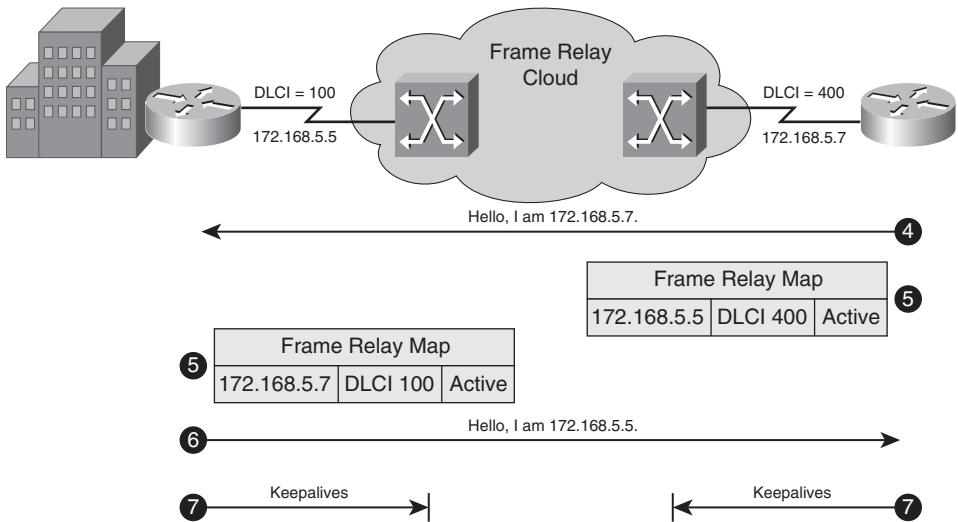 Frame Relay
Cloud
DLCI = 100
172.168.5.5
DLCI = 400
172.168.5.7
Hello, I am 172.168.5.7.
4
Frame Relay Map
172.168.5.5 DLCI 400 Active
5
Frame Relay Map
5
172.168.5.7 DLCI 100 Active
6
Hello, I am 172.168.5.5.
7
Keepalives
Keepalives
7